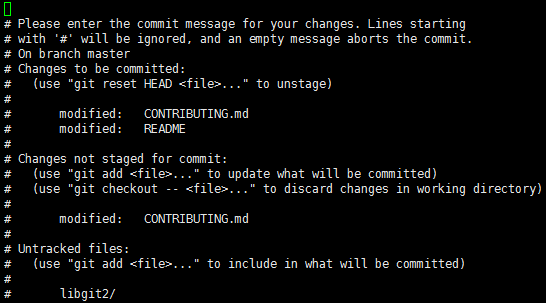 # Please enter the commit message for your changes. Lines starting
# with '#' will be ignored, and an empty message aborts the commit.
# On branch master
# Changes to be committed:
#   (use "git reset HEAD <file>..." to unstage)
#
#       modified:   CONTRIBUTING.md
#       modified:   README
#
# Changes not staged for commit:
#   (use "git add <file>..." to update what will be committed)
#   (use "git checkout -- <file>..." to discard changes in working directory)
#
#       modified:   CONTRIBUTING.md
#
# Untracked files:
#   (use "git add <file>..." to include in what will be committed)
#
#       libgit2/